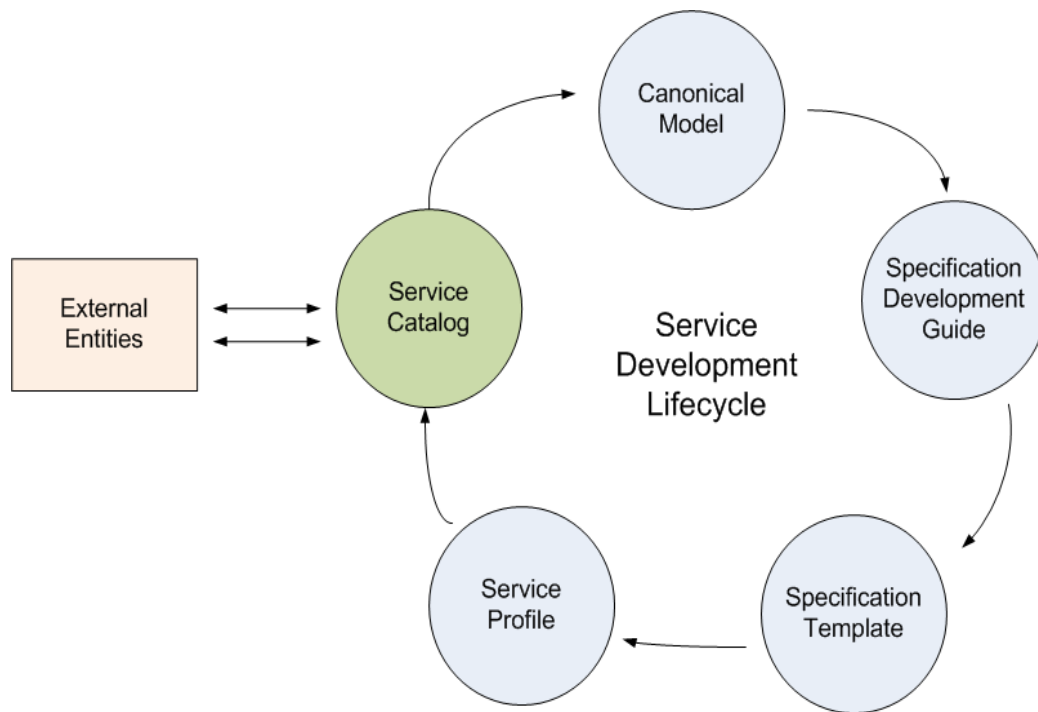 Canonical
Model
Specification
Development
Guide
External
Entities
Service
Catalog
Service
Development
Lifecycle
Service
Profile
Specification
Template